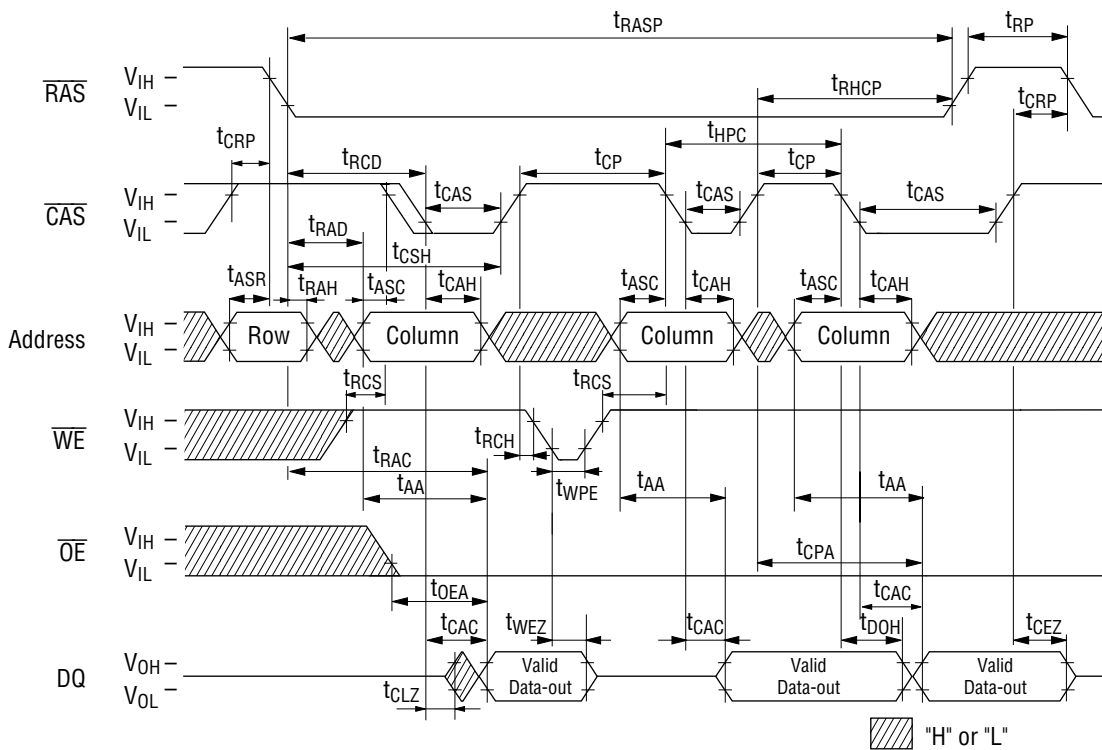 tRASP
tRP
RAS
VIH
VIL
tRHCP
tCRP
tHPC
tCRP
tRCD
tCP
tCP
CAS
VIH
VIL
tCAS
tCAS
tCAS
tRAD
tCSH
tASR
tRAH
tASC
tCAH
tASC
tCAH
tASC
tCAH
Address
VIH
VIL
Row
Column
Column
Column
tRCS
tRCS
WE
VIH
VIL
tRCH
tRAC
tWPE
tAA
tAA
tAA
OE
VIH
VIL
tCPA
tOEA
tCAC
tCAC
tWEZ
tCAC
tDOH
tCEZ
DQ
VOH
VOL
Valid
Data-out
Valid
Data-out
Valid
Data-out
tCLZ
"H" or "L"